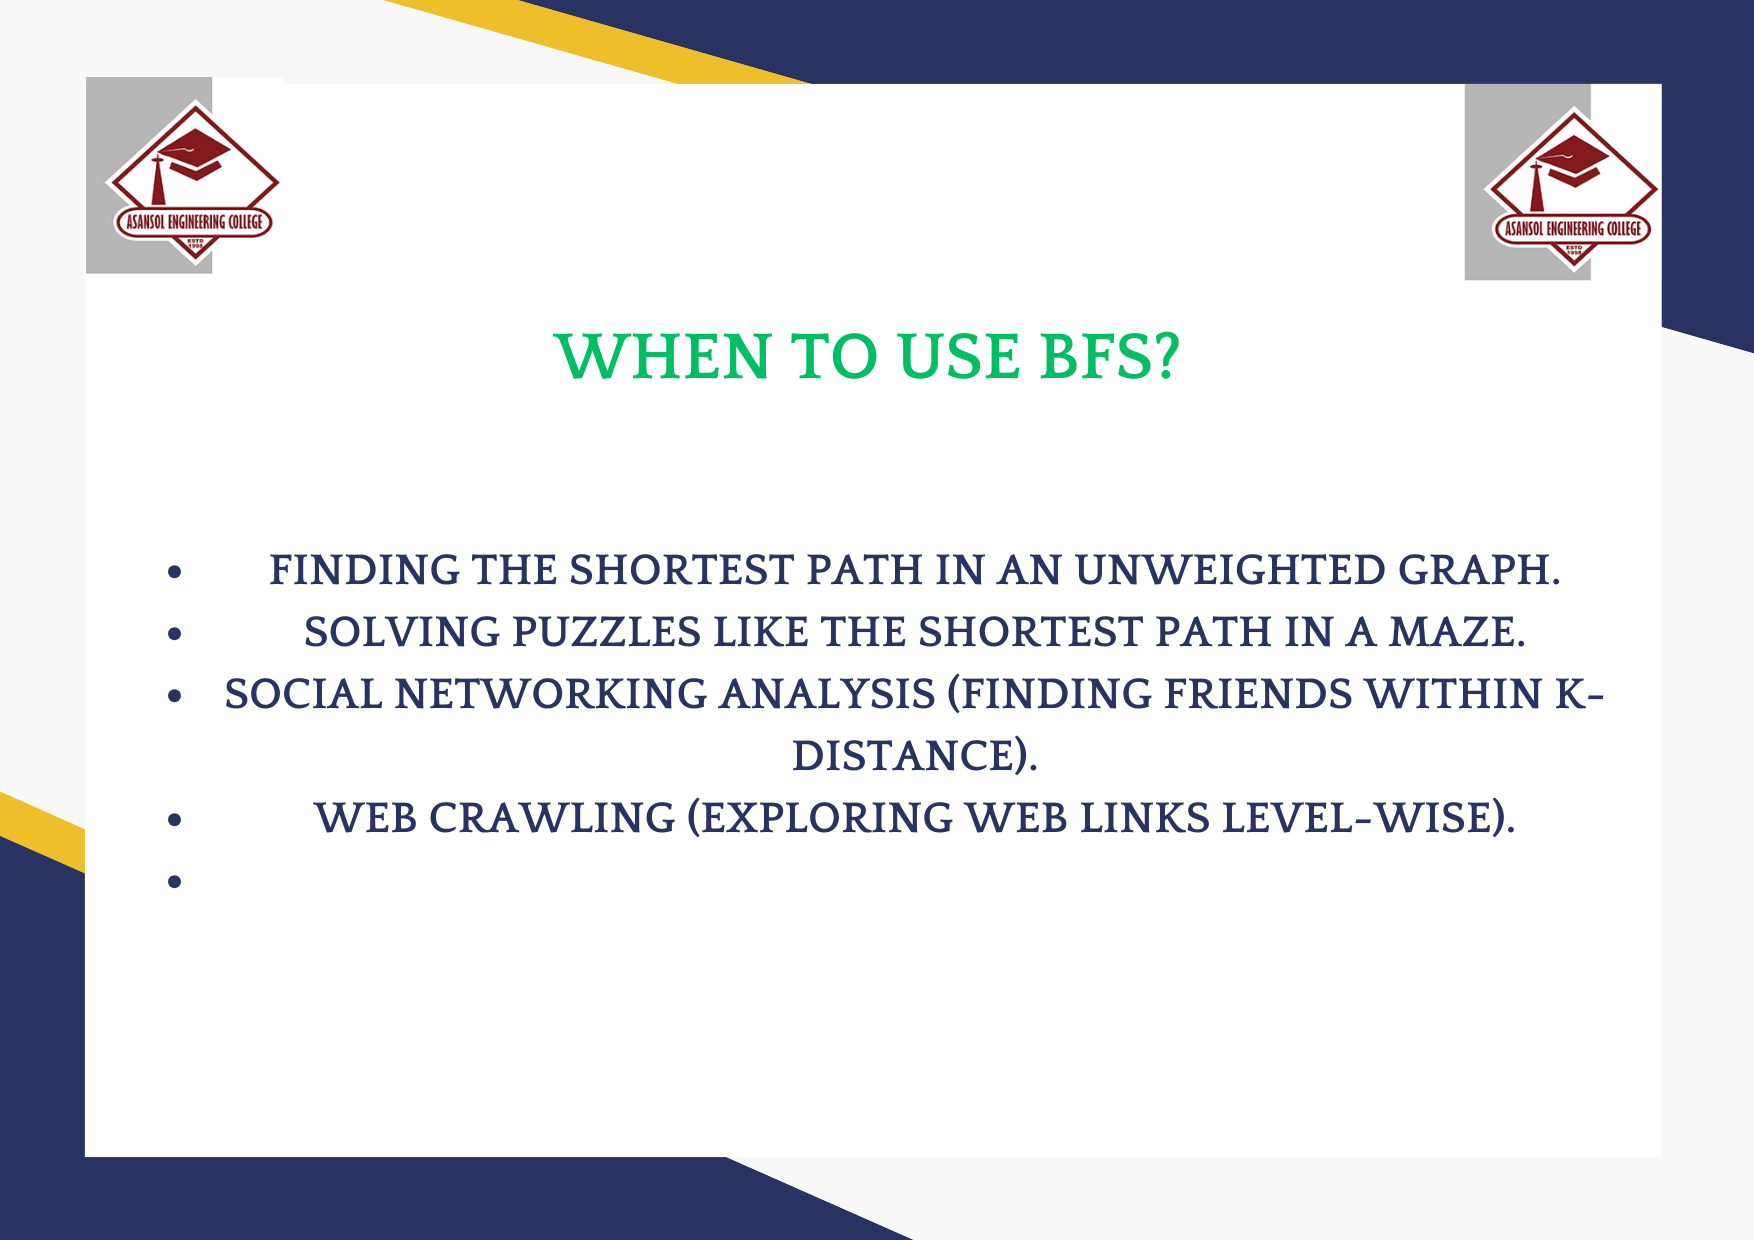 ASANSOL ENGINEERING COLLEGE
ESTD
1998
ASANSOL ENGINEERING COLLEGE
ESTD
1998
WHEN TO USE BFS?
• FINDING THE SHORTEST PATH IN AN UNWEIGHTED GRAPH.
• SOLVING PUZZLES LIKE THE SHORTEST PATH IN A MAZE.
• SOCIAL NETWORKING ANALYSIS (FINDING FRIENDS WITHIN K-
DISTANCE).
• WEB CRAWLING (EXPLORING WEB LINKS LEVEL-WISE).
•